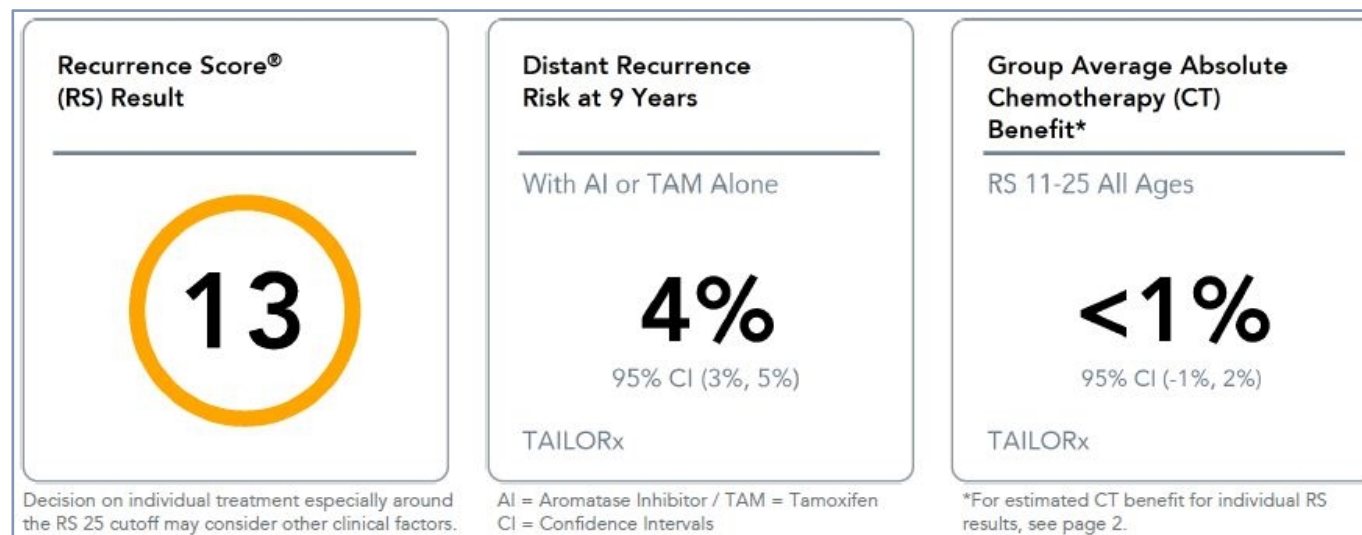 Recurrence Score®
(RS) Result
13
Decision on individual treatment especially around
the RS 25 cutoff may consider other clinical factors.
Distant Recurrence
Risk at 9 Years
With AI or TAM Alone
4%
95% CI (3%, 5%)
TAILORx
AI = Aromatase Inhibitor / TAM = Tamoxifen
CI = Confidence Intervals
Group Average Absolute
Chemotherapy (CT)
Benefit*
RS 11-25 All Ages
<1%
95% CI (-1%, 2%)
TAILORx
*For estimated CT benefit for individual RS
results, see page 2.